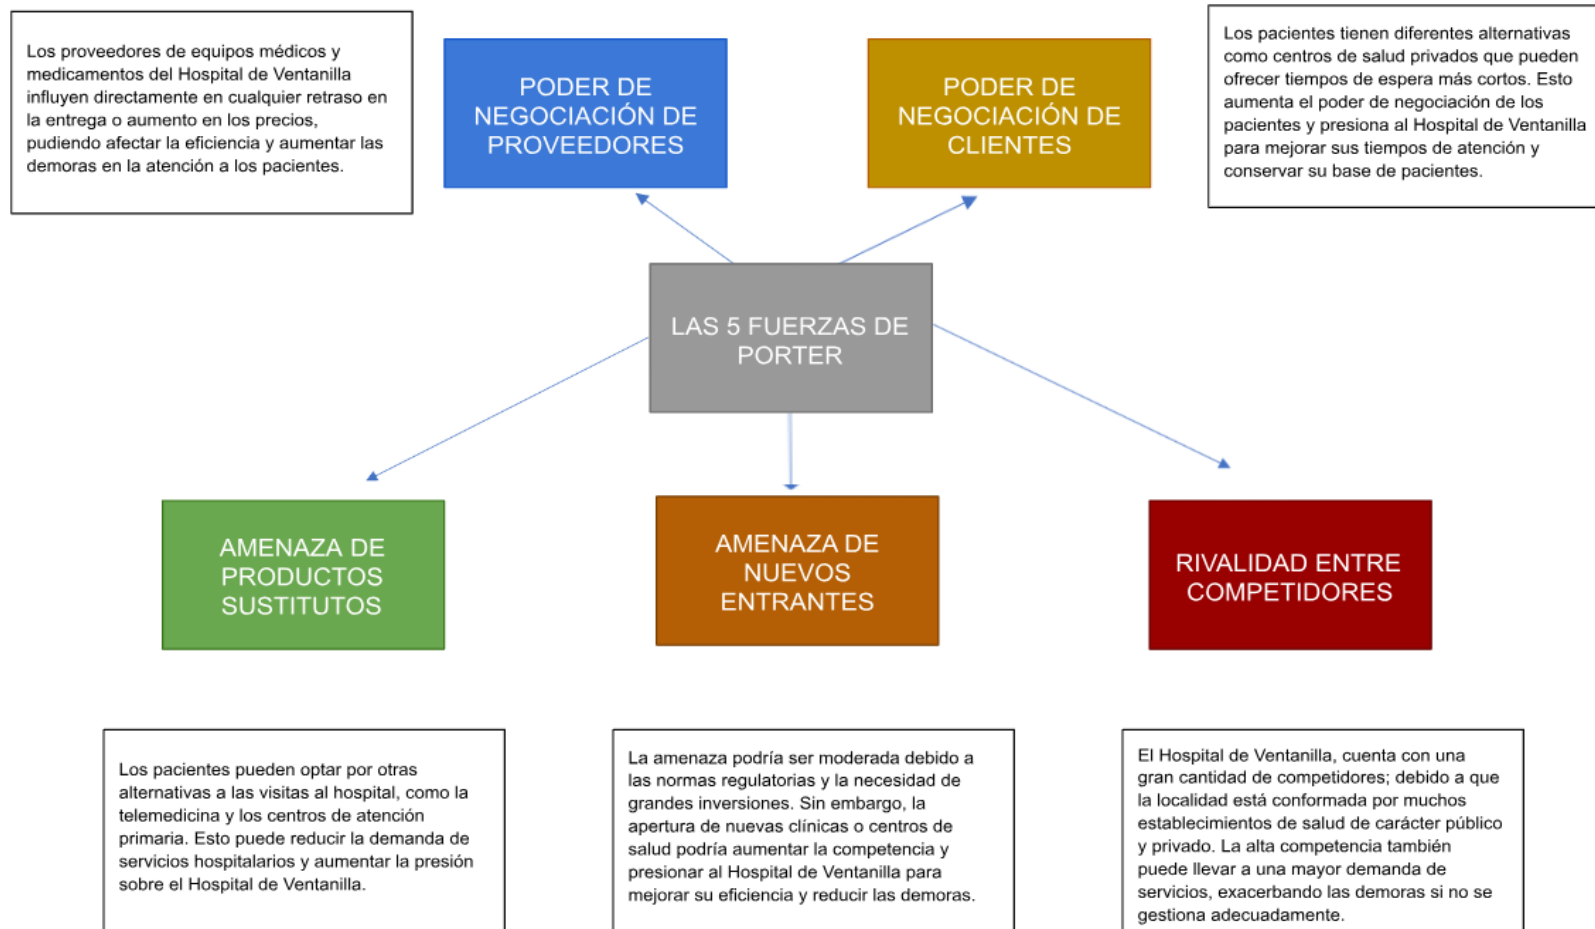 Los proveedores de equipos médicos y
medicamentos del Hospital de Ventanilla
influyen directamente en cualquier retraso en
la entrega o aumento en los precios,
pudiendo afectar la eficiencia y aumentar las
demoras en la atención a los pacientes.
PODER DE
NEGOCIACIÓN DE
PROVEEDORES
PODER DE
NEGOCIACIÓN DE
CLIENTES
Los pacientes tienen diferentes alternativas
como centros de salud privados que pueden
ofrecer tiempos de espera más cortos. Esto
aumenta el poder de negociación de los
pacientes y presiona al Hospital de Ventanilla
para mejorar sus tiempos de atención y
conservar su base de pacientes.
LAS 5 FUERZAS DE
PORTER
AMENAZA DE
PRODUCTOS
SUSTITUTOS
AMENAZA DE
NUEVOS
ENTRANTES
RIVALIDAD ENTRE
COMPETIDORES
Los pacientes pueden optar por otras
alternativas a las visitas al hospital, como la
telemedicina y los centros de atención
primaria. Esto puede reducir la demanda de
servicios hospitalarios y aumentar la presión
sobre el Hospital de Ventanilla.
La amenaza podría ser moderada debido a
las normas regulatorias y la necesidad de
grandes inversiones. Sin embargo, la
apertura de nuevas clínicas o centros de
salud podría aumentar la competencia y
presionar al Hospital de Ventanilla para
mejorar su eficiencia y reducir las demoras.
El Hospital de Ventanilla, cuenta con una
gran cantidad de competidores; debido a que
la localidad está conformada por muchos
establecimientos de salud de carácter público
y privado. La alta competencia también
puede llevar a una mayor demanda de
servicios, exacerbando las demoras si no se
gestiona adecuadamente.